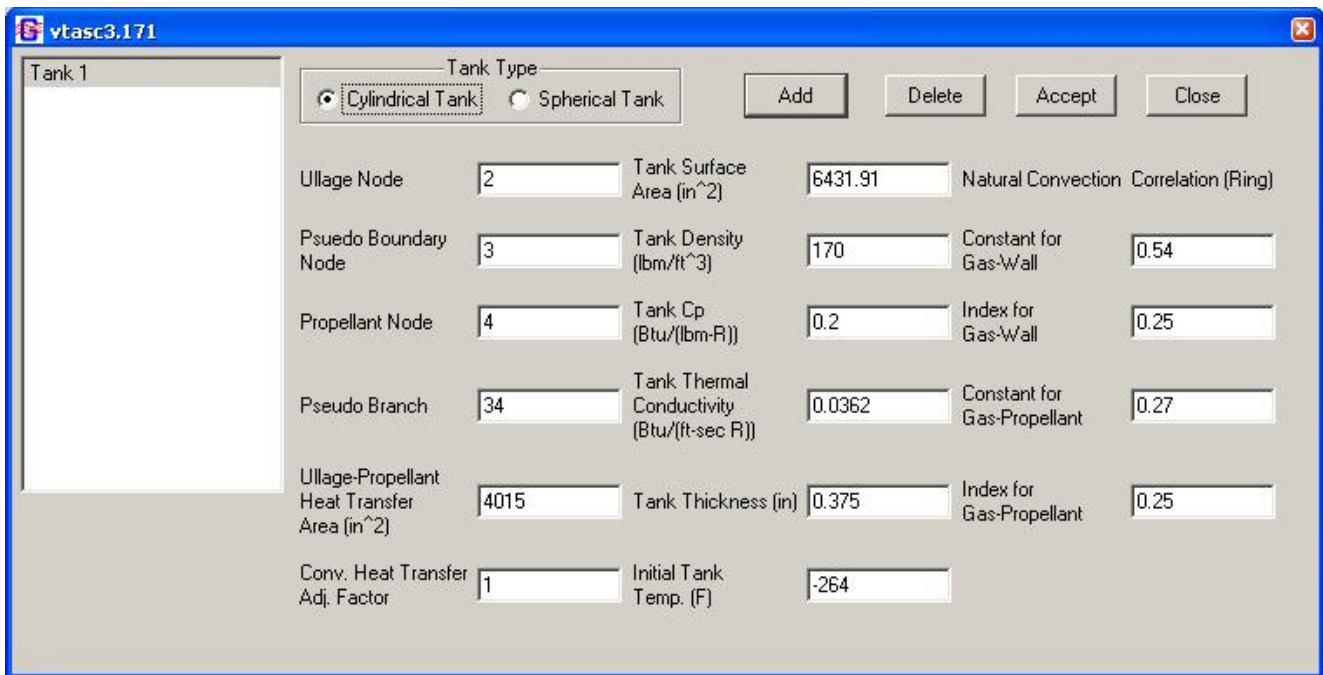 vtasc3.171
Tank 1
Tank Type
Cylindrical Tank
Spherical Tank
Add
Delete
Accept
Close
Ullage Node
2
Tank Surface
Area (in^2)
6431.91
Natural Convection Correlation (Ring)
Psuedo Boundary
Node
3
Tank Density
(lbm/ft^3)
170
Constant for
Gas-Wall
0.54
Propellant Node
4
Tank Cp
(Btu/(lbm-R))
0.2
Index for
Gas-Wall
0.25
Pseudo Branch
34
Tank Thermal
Conductivity
(Btu/(ft-sec R))
0.0362
Constant for
Gas-Propellant
0.27
Ullage-Propellant
Heat Transfer
Area (in^2)
4015
Tank Thickness (in)
0.375
Index for
Gas-Propellant
0.25
Conv. Heat Transfer
Adj. Factor
1
Initial Tank
Temp. (F)
-264